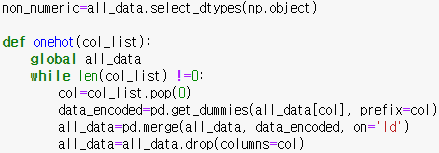 non_numeric=all_data.select_dtypes(np.object)
def onehot(col_list):
    global all_data
    while len(col_list) !=0:
        col=col_list.pop(0)
        data_encoded=pd.get_dummies(all_data[col], prefix=col)
        all_data=pd.merge(all_data, data_encoded, on='Id')
        all_data=all_data.drop(columns=col)